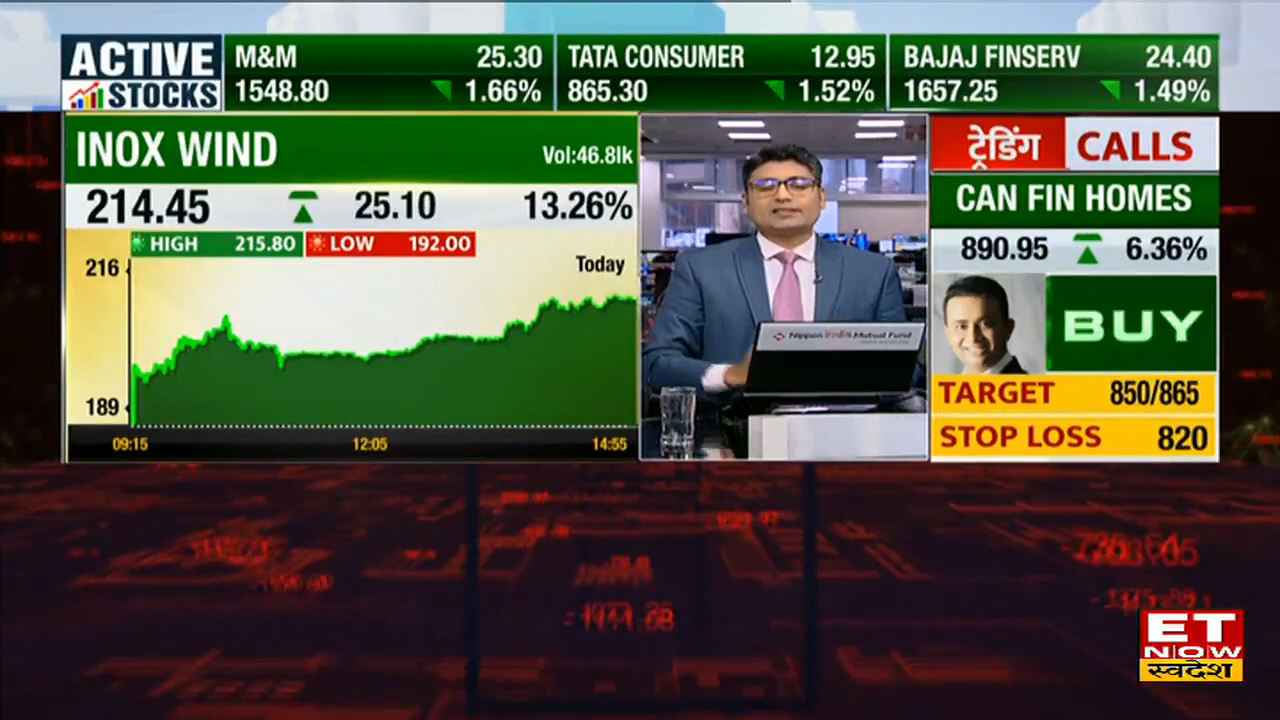 ACTIVE STOCKS
M&M 25.30
1548.80 1.66%
TATA CONSUMER 12.95
865.30 1.52%
BAJAJ FINSERV 24.40
1657.25 1.49%
INOX WIND Vol:46.8lk
214.45 25.10 13.26%
HIGH 215.80 LOW 192.00
Today
216
189
09:15 12:05 14:55
Nippon India Mutual Fund
ट्रेडिंग CALLS
CAN FIN HOMES
890.95 6.36%
BUY
TARGET 850/865
STOP LOSS 820
ET
NOW
स्वदेश